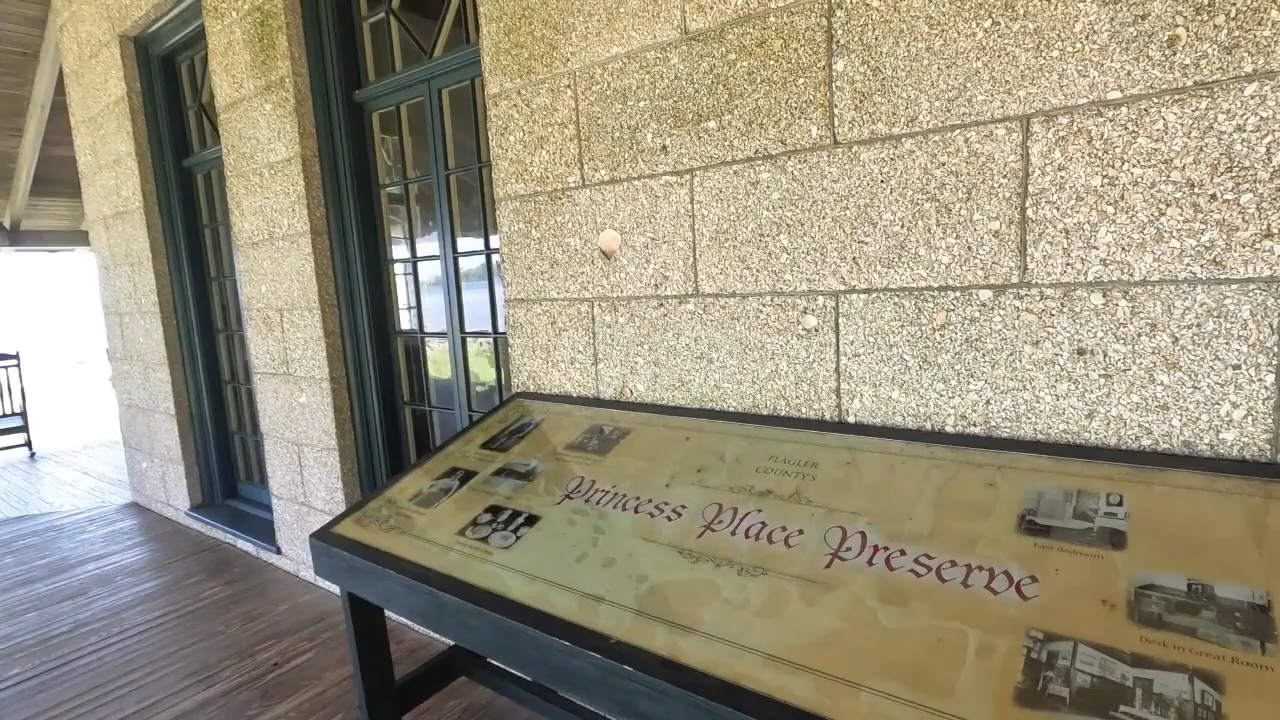 FLAGLER
COUNTY'S
Princess Place Preserve
East Bedroom
Desk in Great Room